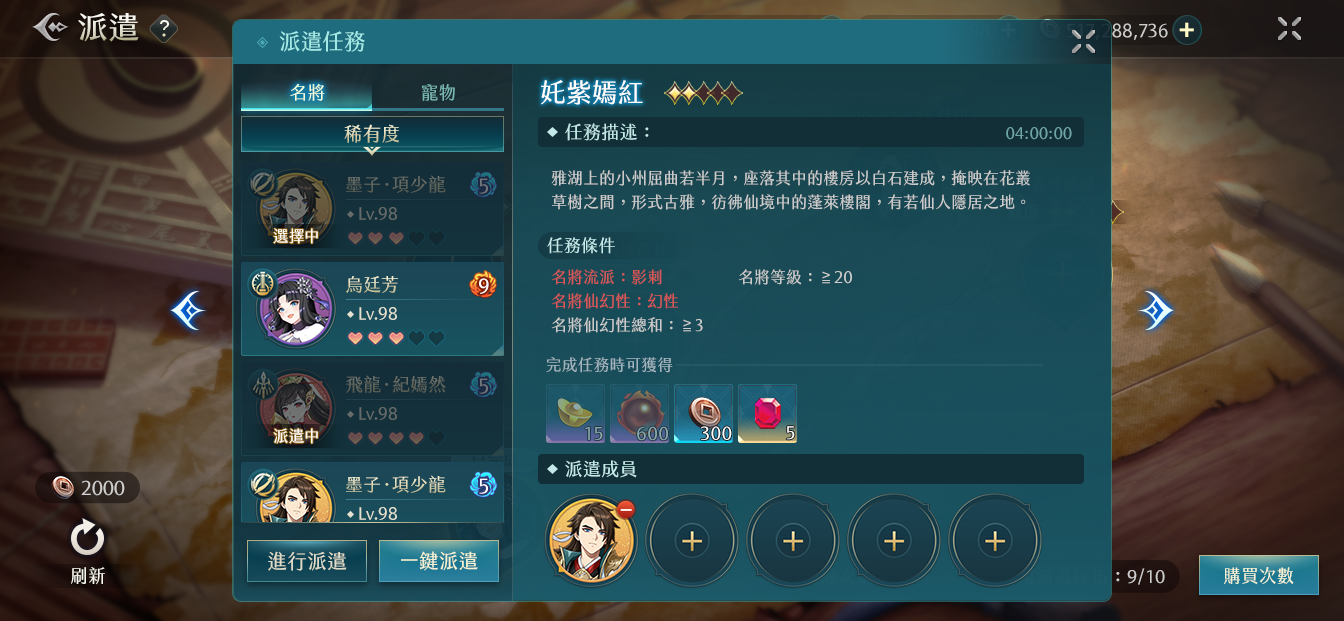 派遣 ?
派遣任務
288,736
名將
寵物
稀有度
墨子·項少龍
5
Lv.98
選擇中
烏廷芳
9
Lv.98
飛龍·紀嫣然
5
Lv.98
派遣中
墨子·項少龍
5
Lv.98
進行派遣
一鍵派遣
奼紫嫣紅
任務描述：
04:00:00
雅湖上的小州屈曲若半月，座落其中的樓房以白石建成，掩映在花叢
草樹之間，形式古雅，彷彿仙境中的蓬萊樓閣，有若仙人隱居之地。
任務條件
名將流派：影刺
名將等級：≧20
名將仙幻性：幻性
名將仙幻性總和：≧3
完成任務時可獲得
15
600
300
5
派遣成員
2000
刷新
：9/10
購買次數